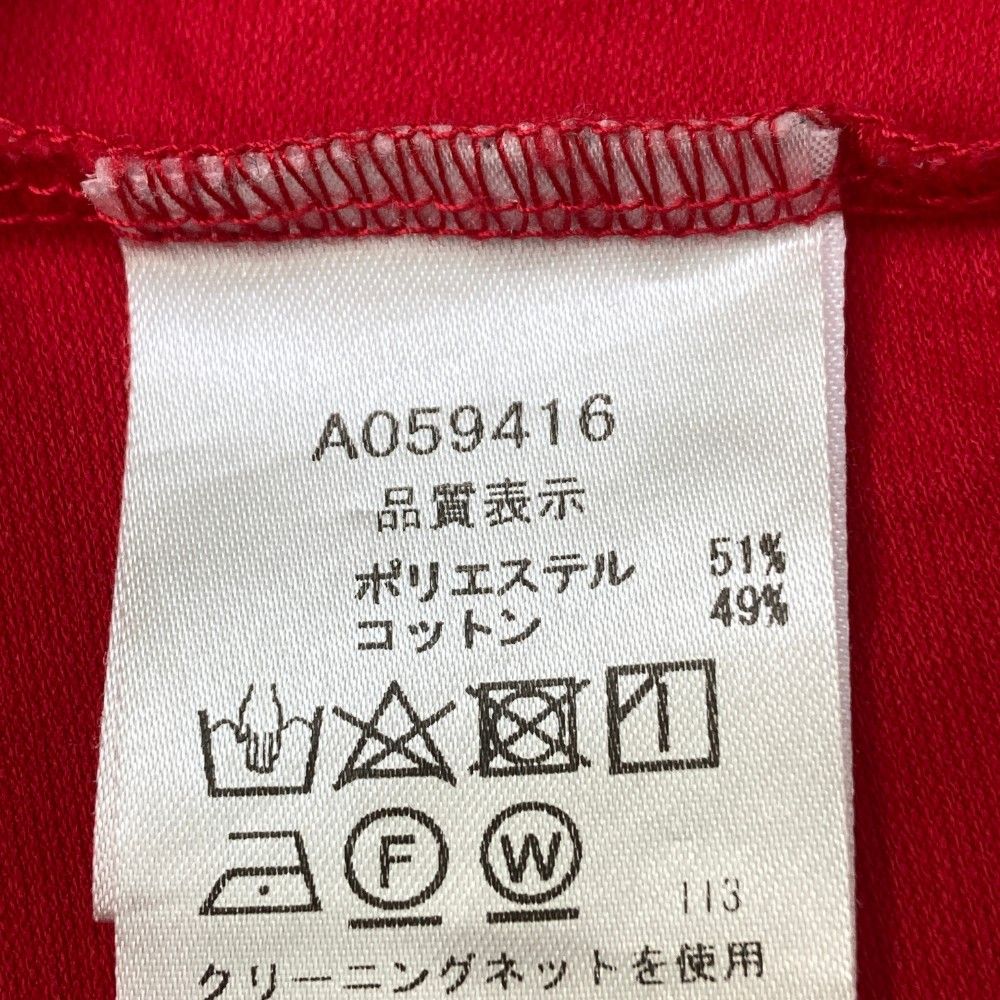 A059416
品質表示
ポリエステル 51%
コットン 49%
F W 113
クリーニングネットを使用